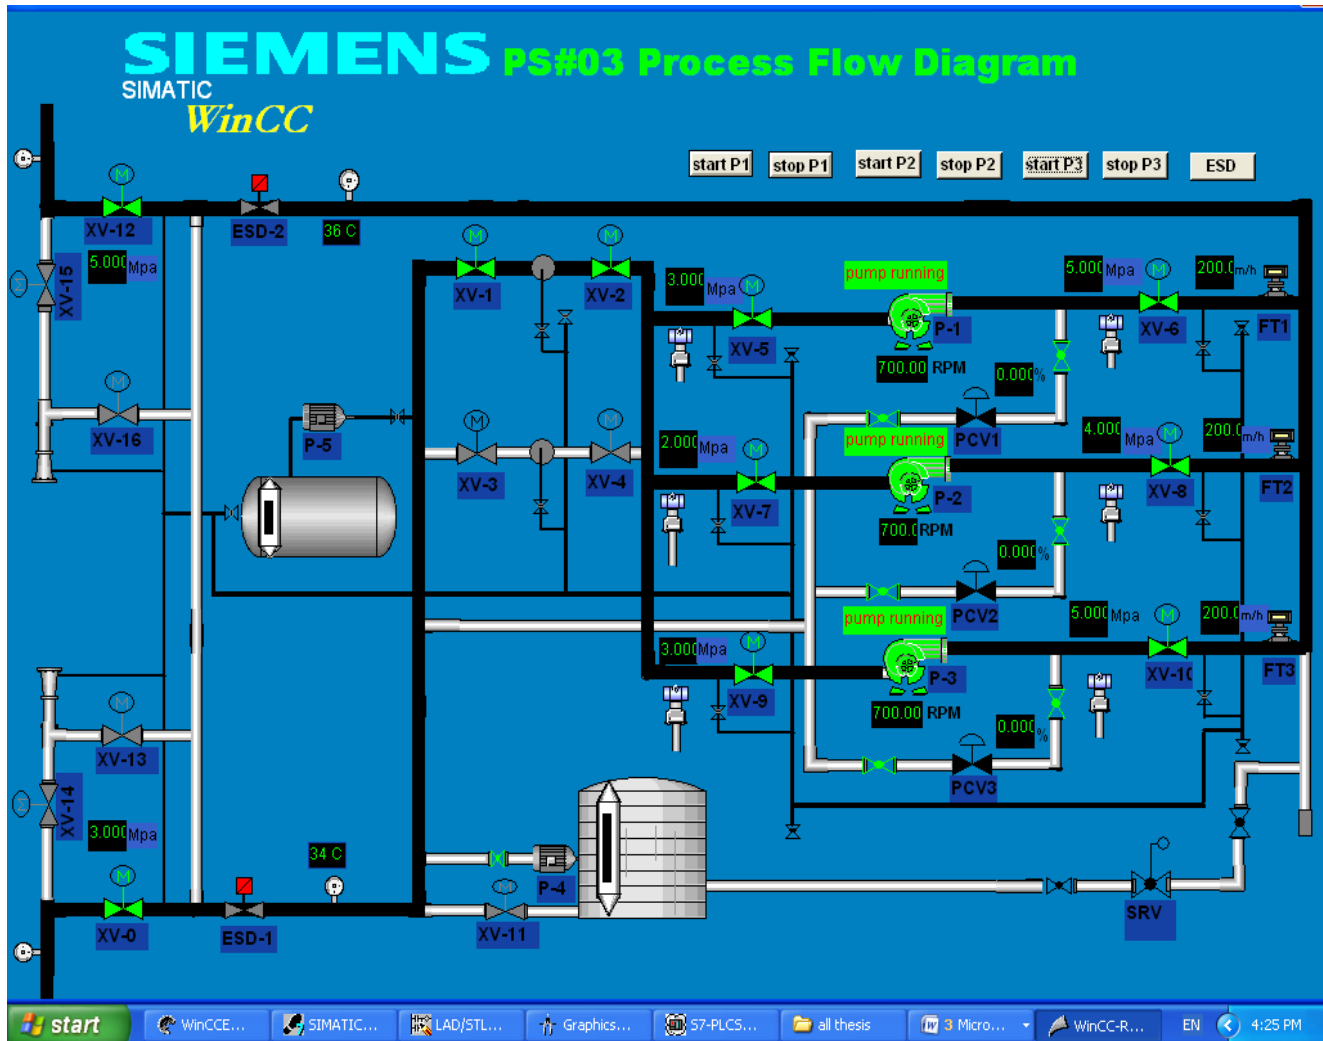 SIEMENS PS#03 Process Flow Diagram
SIMATIC
WinCC
start P1 stop P1 start P2 stop P2 start P3 stop P3 ESD
M
XV-12 ESD-2 36 C
5.000 Mpa
Σ XV-15
M M
XV-1 XV-2
pump running
3.000 Mpa M
5.000 Mpa M 200.0 m/h
XV-5 P-1 XV-6 FT1
700.00 RPM 0.000 %
M
XV-16 P-5
M M
XV-3 XV-4
PCV1
pump running
2.000 Mpa M
4.000 Mpa M 200.0 m/h
XV-7 P-2 XV-8 FT2
700.0 RPM
0.000 %
PCV2
pump running
3.000 Mpa M
5.000 Mpa M 200.0 m/h
XV-9 P-3 XV-10 FT3
700.00 RPM 0.000 %
PCV3
M
XV-13
Σ XV-14
3.000 Mpa
34 C
M
XV-0 ESD-1
P-4
M
XV-11
SRV
start WinCCE... SIMATIC... LAD/STL... Graphics... S7-PLCS... all thesis 3 Micro... WinCC-R... EN 4:25 PM